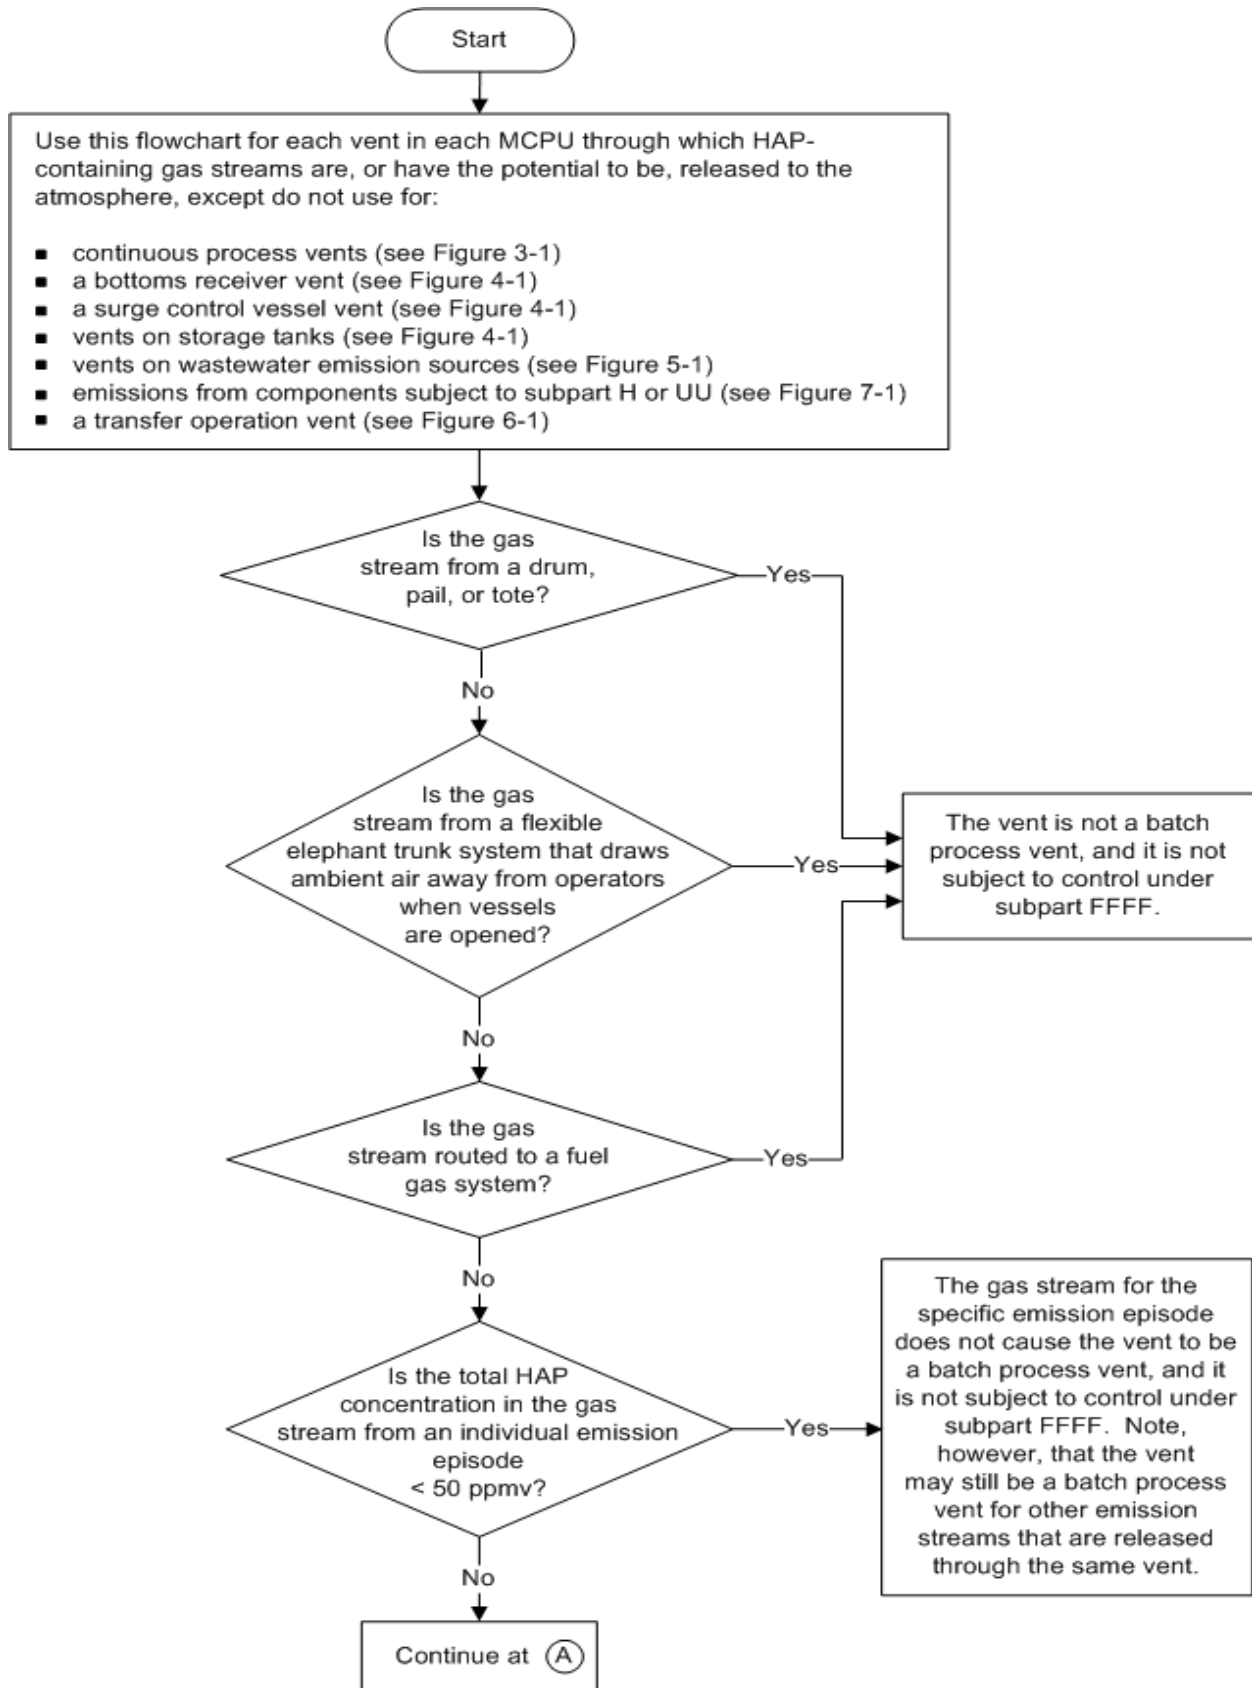 Start
Use this flowchart for each vent in each MCPU through which HAP-
containing gas streams are, or have the potential to be, released to the
atmosphere, except do not use for:
■ continuous process vents (see Figure 3-1)
■ a bottoms receiver vent (see Figure 4-1)
■ a surge control vessel vent (see Figure 4-1)
■ vents on storage tanks (see Figure 4-1)
■ vents on wastewater emission sources (see Figure 5-1)
■ emissions from components subject to subpart H or UU (see Figure 7-1)
■ a transfer operation vent (see Figure 6-1)
Is the gas
stream from a drum,
pail, or tote?
Yes
No
Is the gas
stream from a flexible
elephant trunk system that draws
ambient air away from operators
when vessels
are opened?
Yes
The vent is not a batch
process vent, and it is not
subject to control under
subpart FFFF.
No
Is the gas
stream routed to a fuel
gas system?
Yes
No
Is the total HAP
concentration in the gas
stream from an individual emission
episode
< 50 ppmv?
Yes
The gas stream for the
specific emission episode
does not cause the vent to be
a batch process vent, and it
is not subject to control under
subpart FFFF. Note,
however, that the vent
may still be a batch process
vent for other emission
streams that are released
through the same vent.
No
Continue at A